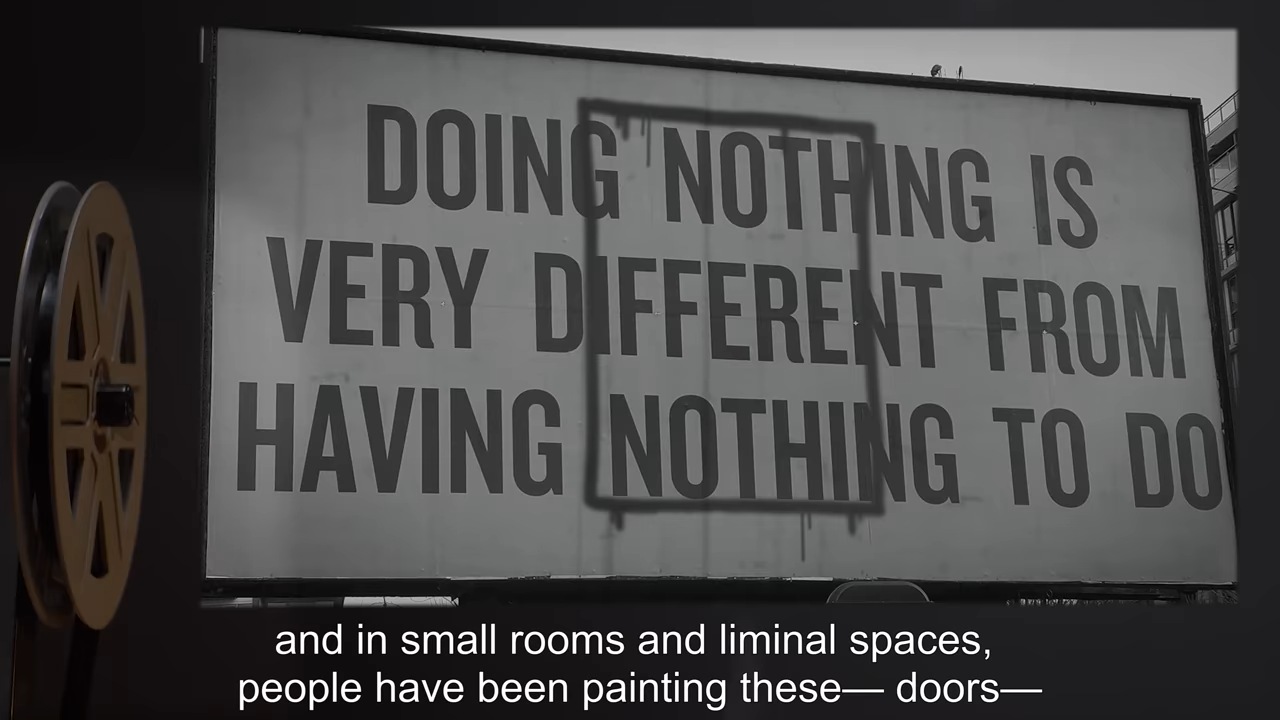 DOING NOTHING IS
VERY DIFFERENT FROM
HAVING NOTHING TO DO
and in small rooms and liminal spaces,
people have been painting these— doors—